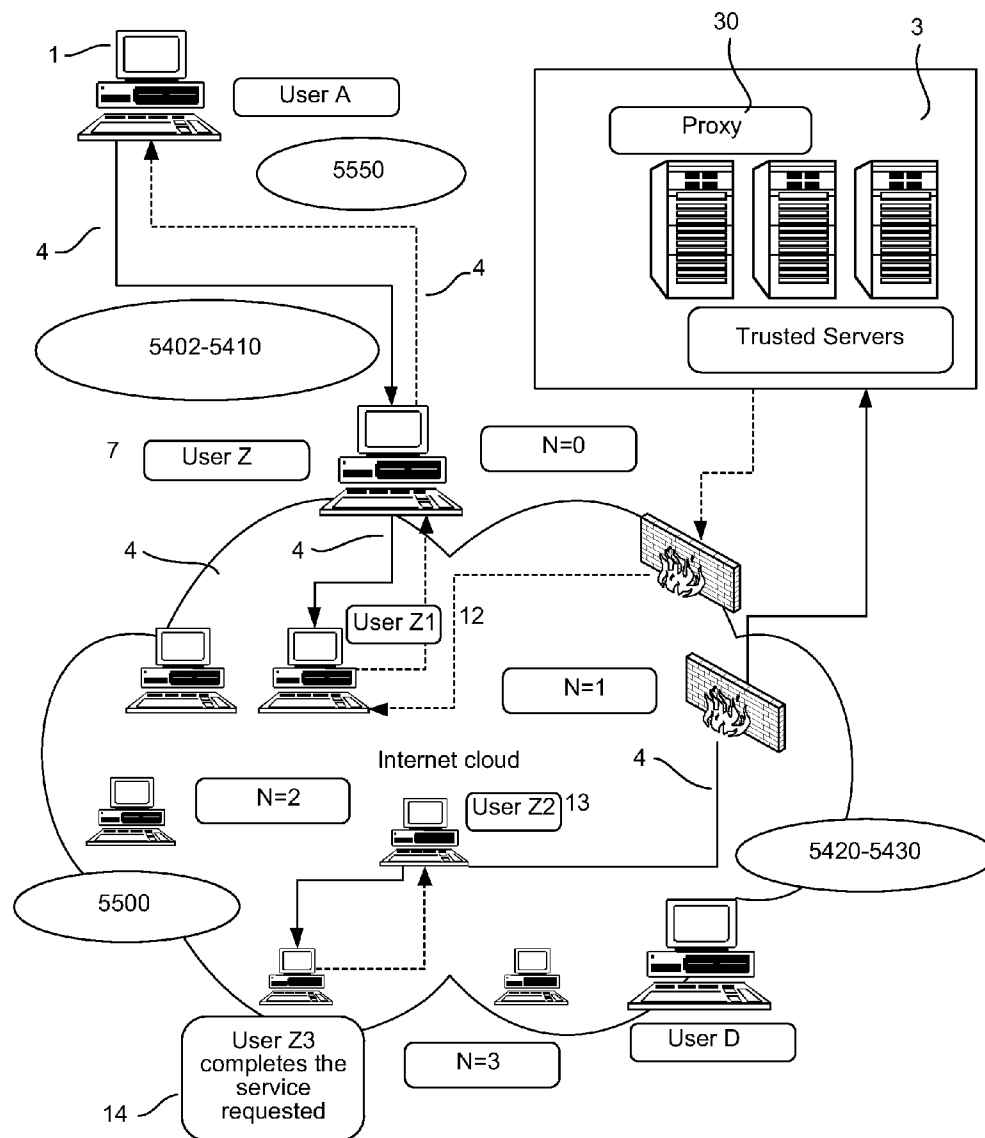 1
30
3
User A
Proxy
5550
4
4
5402-5410
Trusted Servers
7
User Z
N=0
4
4
User Z1
12
N=1
Internet cloud
4
N=2
User Z2
13
5420-5430
5500
User Z3
completes the
service
requested
N=3
User D
14